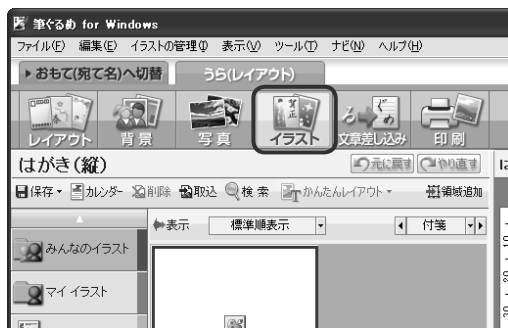 筆ぐるめ for Windows
ファイル(F) 編集(E) イラストの管理(I) 表示(V) ツール(T) ナビ(N) ヘルプ(H)
おもて(宛て名)へ切替 うら(レイアウト)
レイアウト 背景 写真 イラスト 文章差し込み 印刷
はがき(縦) 元に戻す やり直す
保存 カレンダー 削除 取込 検索 かんたんレイアウト 領域追加
表示 標準順表示 付箋
みんなのイラスト
マイ イラスト